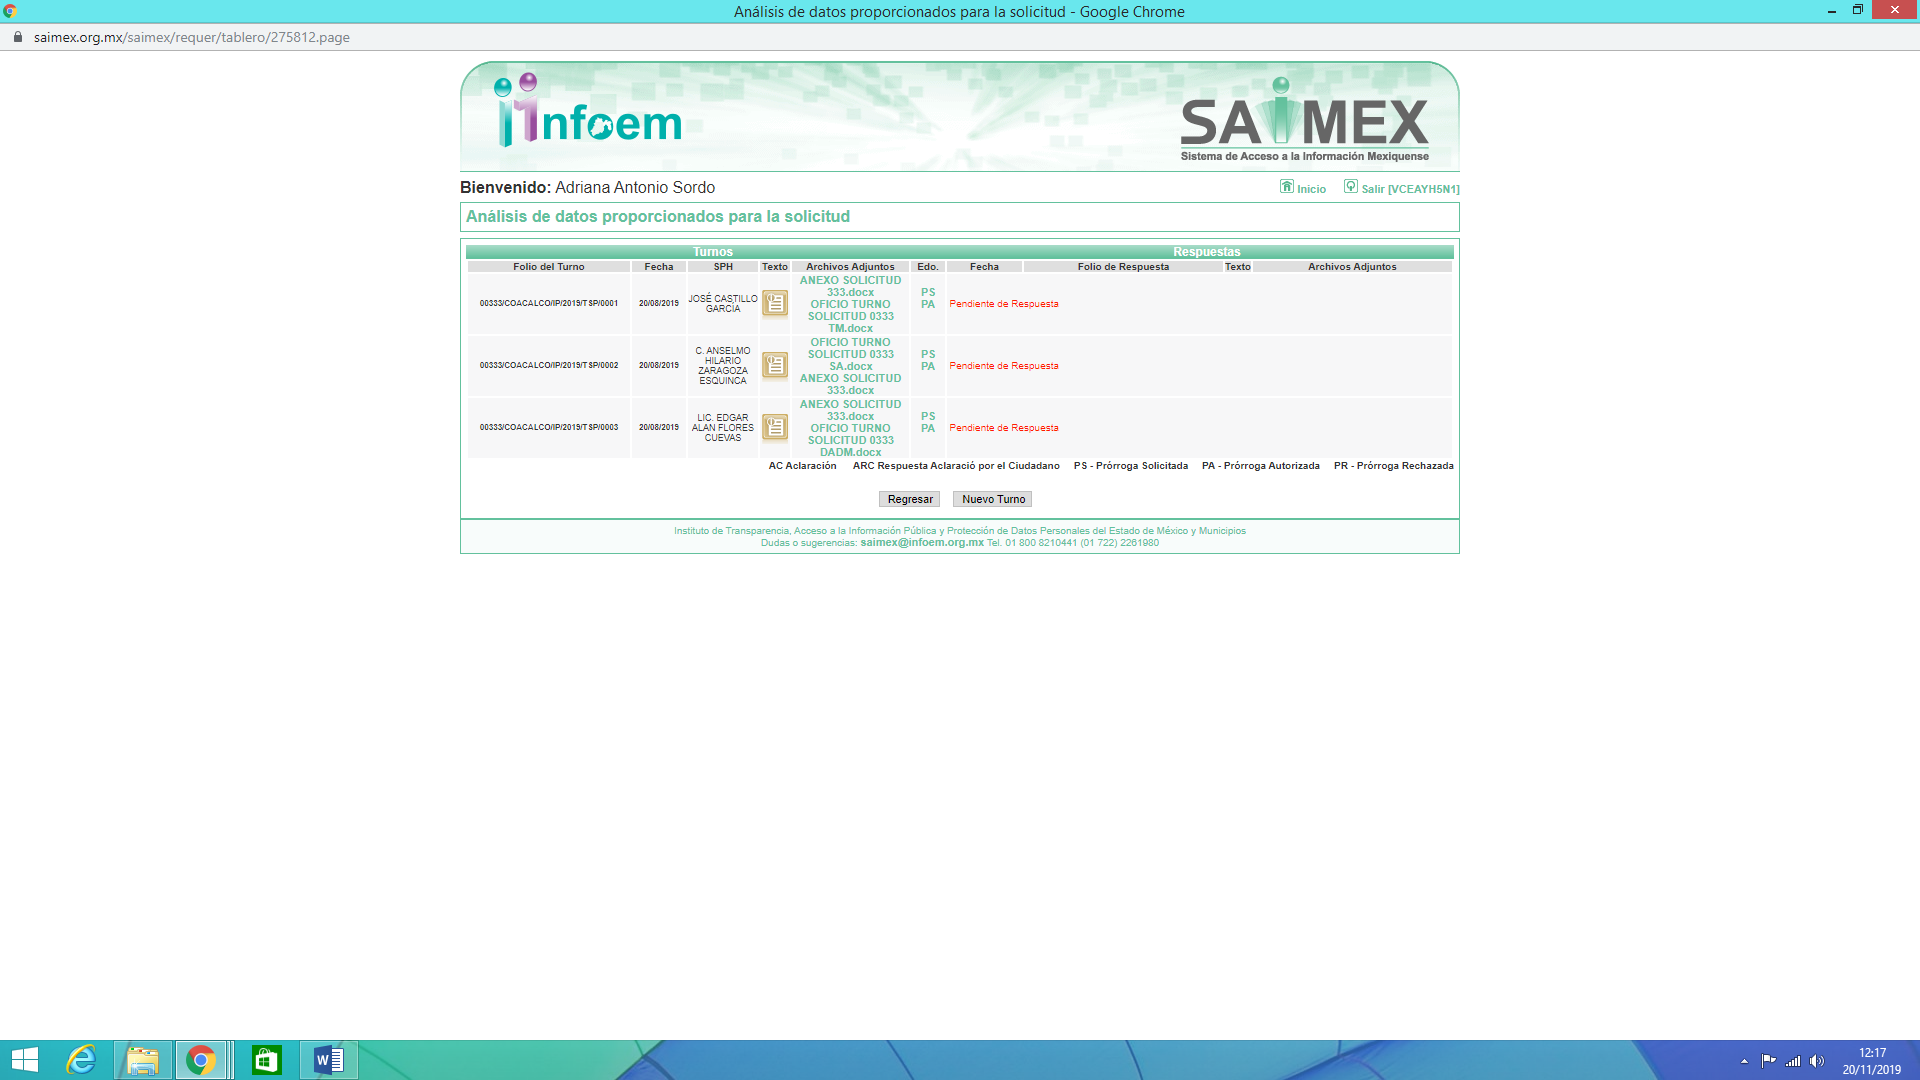 Análisis de datos proporcionados para la solicitud - Google Chrome
saimex.org.mx/saimex/requer/tablero/275812.page
infoem
SAIMEX
Sistema de Acceso a la Información Mexiquense
Bienvenido: Adriana Antonio Sordo
Inicio
Salir [VCEAYH5N1]
Análisis de datos proporcionados para la solicitud
Turnos Respuestas
Folio del Turno Fecha SPH Texto Archivos Adjuntos Edo. Fecha Folio de Respuesta Texto Archivos Adjuntos
00333/COACALCO/IP/2019/TSP/0001
20/08/2019
JOSÉ CASTILLO
GARCÍA
ANEXO SOLICITUD
333.docx
OFICIO TURNO
SOLICITUD 0333
TM.docx
PS
PA
Pendiente de Respuesta
00333/COACALCO/IP/2019/TSP/0002
20/08/2019
C. ANSELMO
HILARIO
ZARAGOZA
ESQUINCA
OFICIO TURNO
SOLICITUD 0333
SA.docx
ANEXO SOLICITUD
333.docx
PS
PA
Pendiente de Respuesta
00333/COACALCO/IP/2019/TSP/0003
20/08/2019
LIC. EDGAR
ALAN FLORES
CUEVAS
ANEXO SOLICITUD
333.docx
OFICIO TURNO
SOLICITUD 0333
DADM.docx
PS
PA
Pendiente de Respuesta
AC Aclaración ARC Respuesta Aclaració por el Ciudadano PS - Prórroga Solicitada PA - Prórroga Autorizada PR - Prórroga Rechazada
Regresar Nuevo Turno
Instituto de Transparencia, Acceso a la Información Pública y Protección de Datos Personales del Estado de México y Municipios
Dudas o sugerencias: saimex@infoem.org.mx Tel. 01 800 8210441 (01 722) 2261980
12:17
20/11/2019